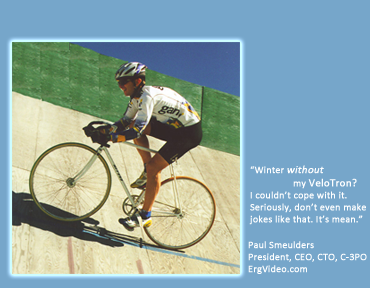 “Winter without
my VeloTron?
I couldn’t cope with it.
Seriously, don’t even make
jokes like that. It’s mean.”
Paul Smeulders
President, CEO, CTO, C-3PO
ErgVideo.com